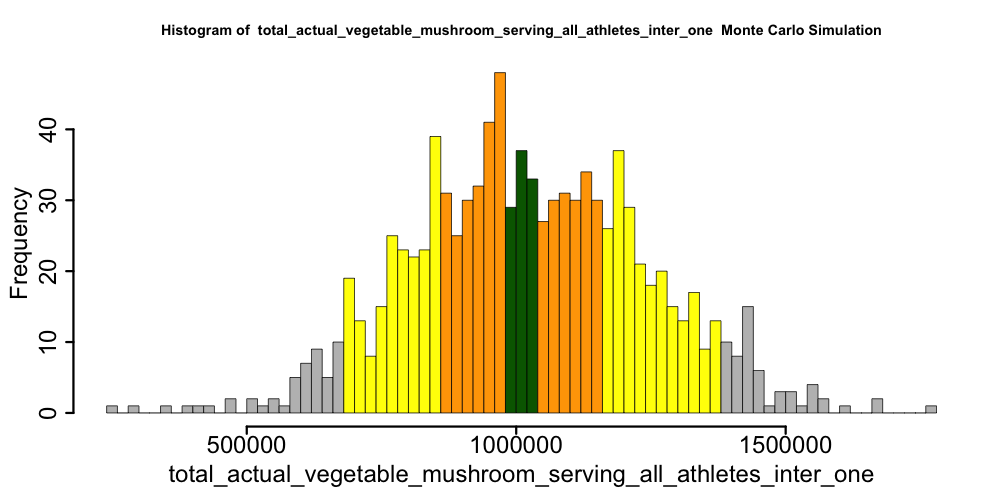 Histogram of  total_actual_vegetable_mushroom_serving_all_athletes_inter_one  Monte Carlo Simulation
Frequency
40
30
20
10
0
500000 1000000 1500000
total_actual_vegetable_mushroom_serving_all_athletes_inter_one